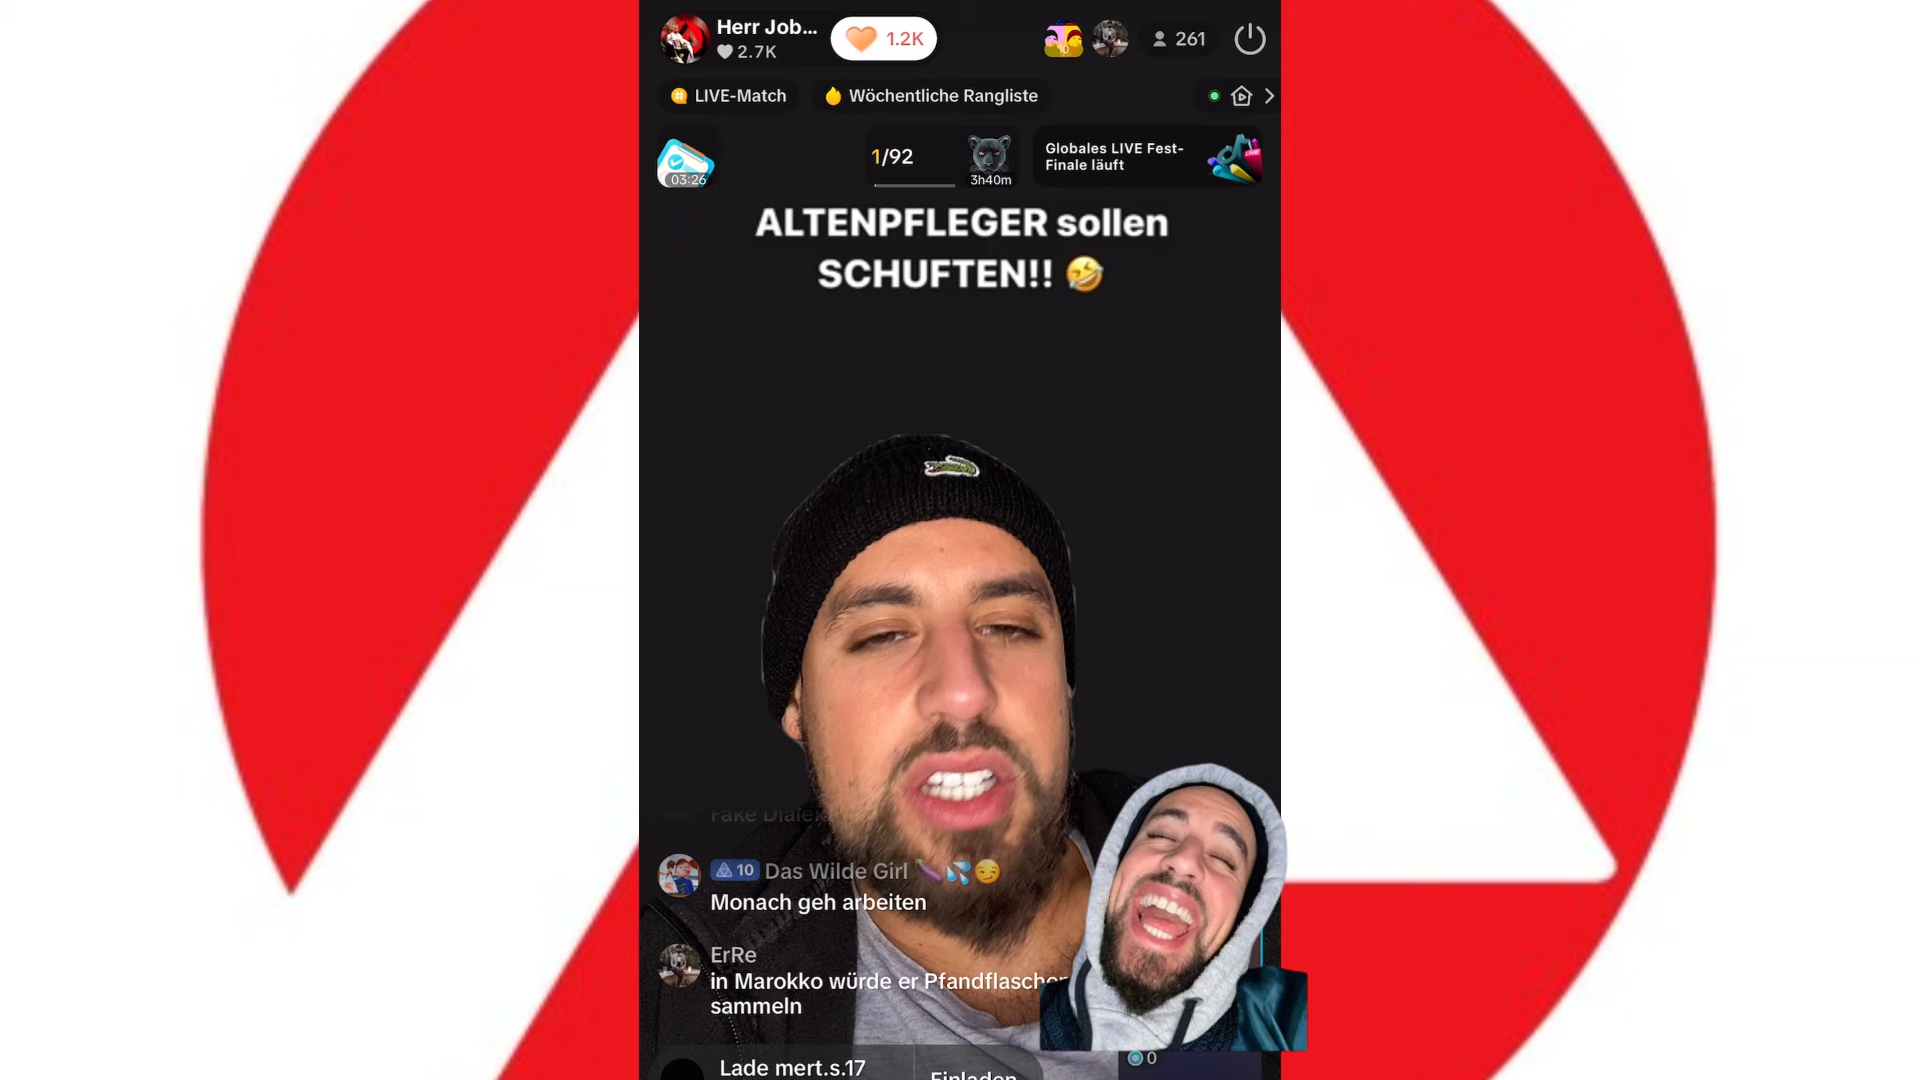 Herr Job...
2.7K
1.2K
261
LIVE-Match
Wöchentliche Rangliste
03:26
1/92
3h40m
Globales LIVE Fest-
Finale läuft
ALTENPFLEGER sollen
SCHUFTEN!! 🤣
10 Das Wilde Girl 🍆💦😏
Monach geh arbeiten
ErRe
in Marokko würde er Pfandflaschen
sammeln
Lade mert.s.17
Einladen
0